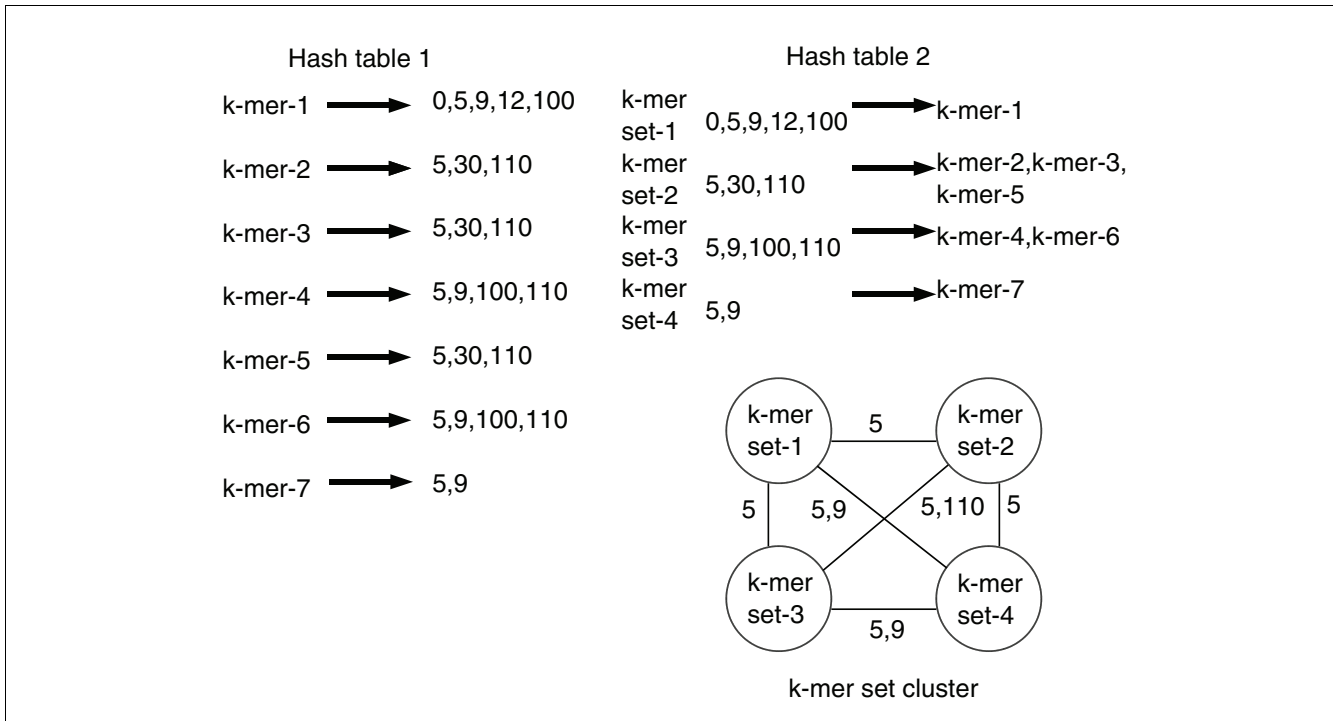 Hash table 1
k-mer-1 0,5,9,12,100
k-mer-2 5,30,110
k-mer-3 5,30,110
k-mer-4 5,9,100,110
k-mer-5 5,30,110
k-mer-6 5,9,100,110
k-mer-7 5,9
Hash table 2
k-mer
set-1 0,5,9,12,100 k-mer-1
k-mer
set-2 5,30,110 k-mer-2,k-mer-3,
k-mer-5
k-mer
set-3 5,9,100,110 k-mer-4,k-mer-6
k-mer
set-4 5,9 k-mer-7
k-mer
set-1
5
k-mer
set-2
5
5,9
5,110
5
k-mer
set-3
5,9
k-mer
set-4
k-mer set cluster